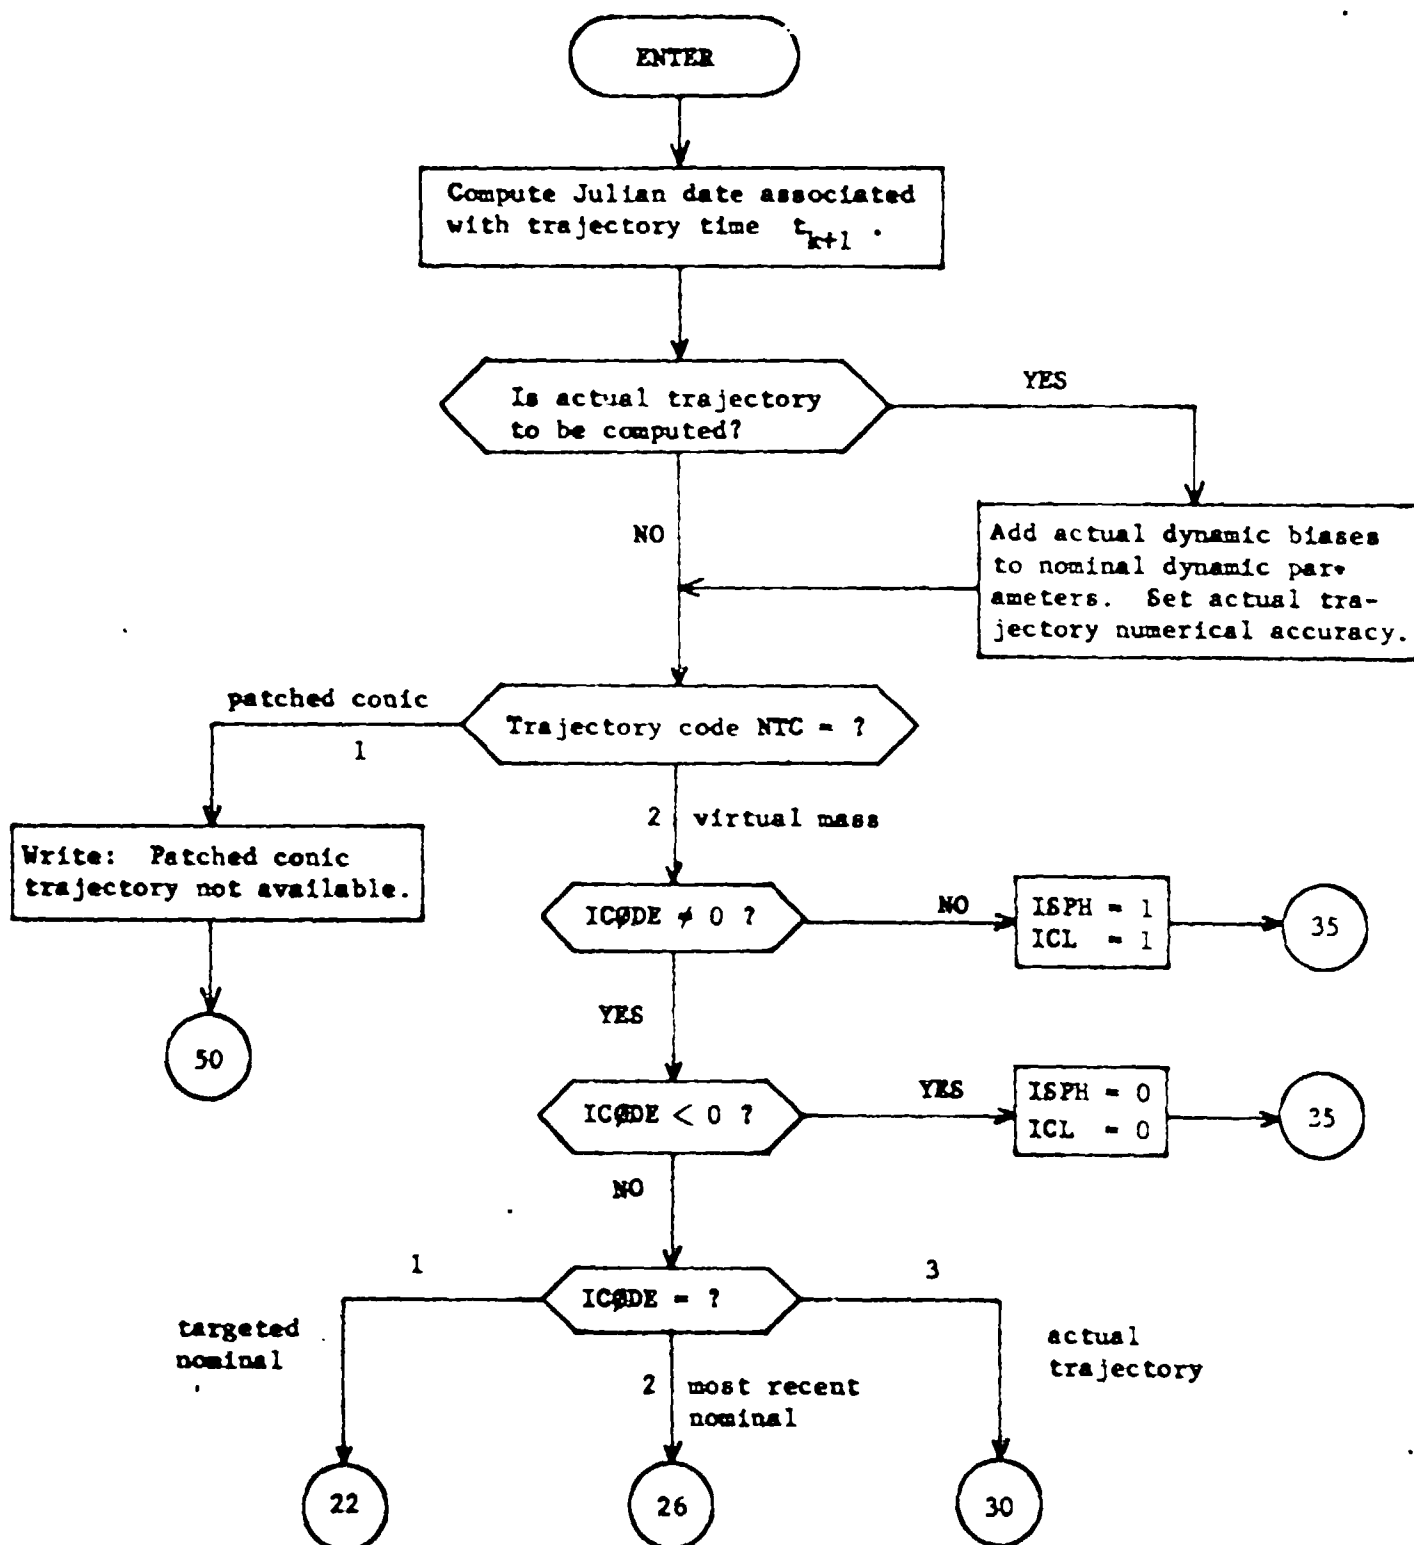 ENTER
Compute Julian date associated
with trajectory time t_{k+1} .
Is actual trajectory
to be computed?
YES
NO
Add actual dynamic biases
to nominal dynamic par-
ameters. Set actual tra-
jectory numerical accuracy.
patched conic
1
Trajectory code NTC = ?
2 virtual mass
Write: Patched conic
trajectory not available.
50
ICØDE ≠ 0 ?
NO
ISPH = 1
ICL = 1
35
YES
ICØDE < 0 ?
YES
ISPH = 0
ICL = 0
35
NO
ICØDE = ?
1
targeted
nominal
2 most recent
nominal
3
actual
trajectory
22
26
30